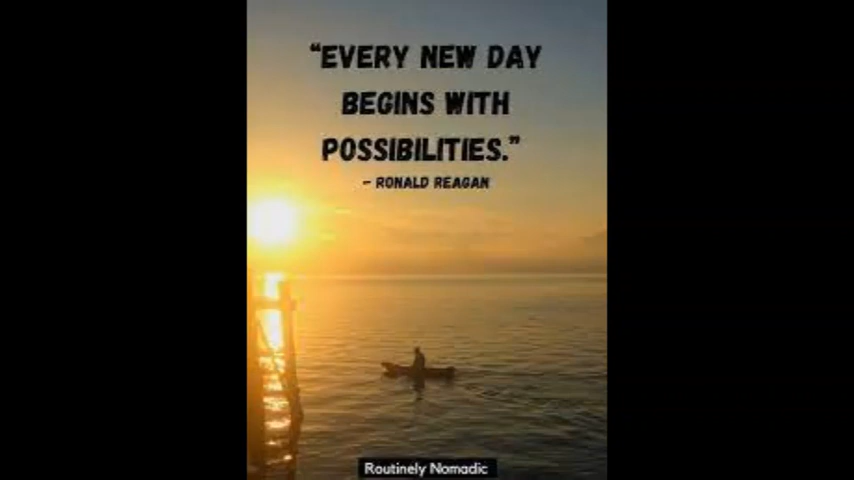 “EVERY NEW DAY
BEGINS WITH
POSSIBILITIES.”
- RONALD REAGAN
Routinely Nomadic